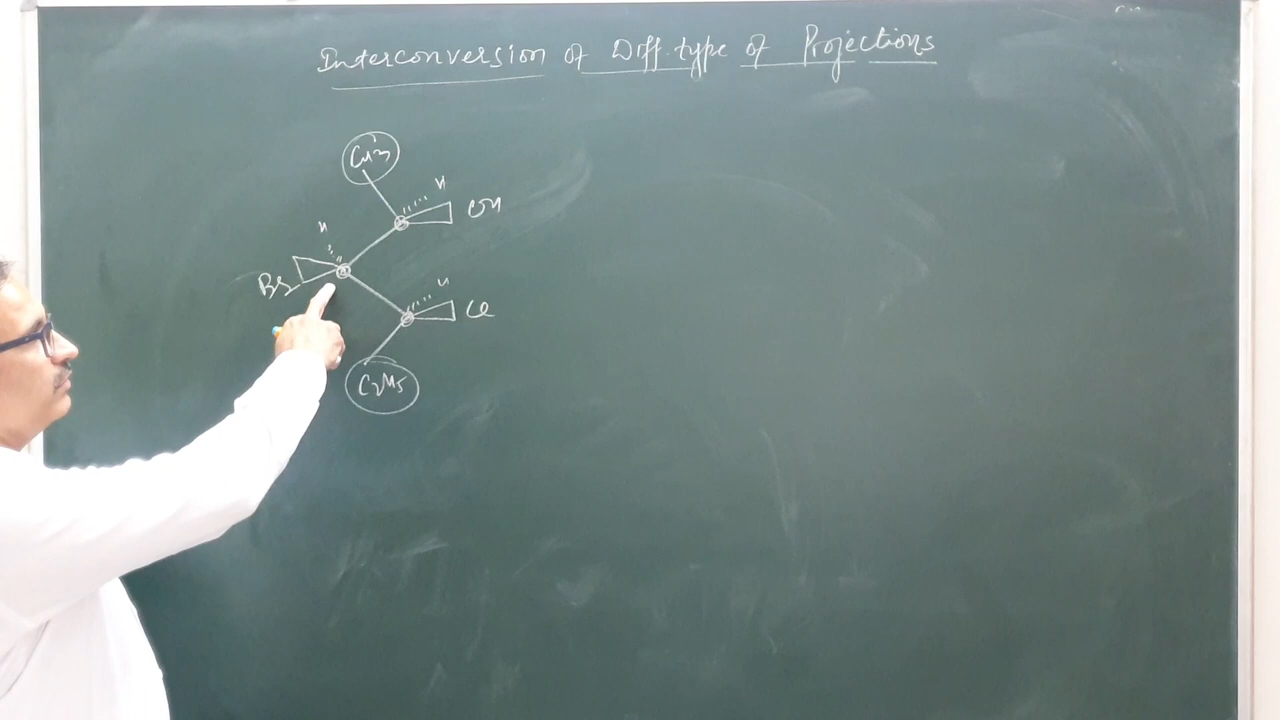 Interconversion of Diff. type of Projections
CH3
H
OH
H
Br
H
Cl
C2H5